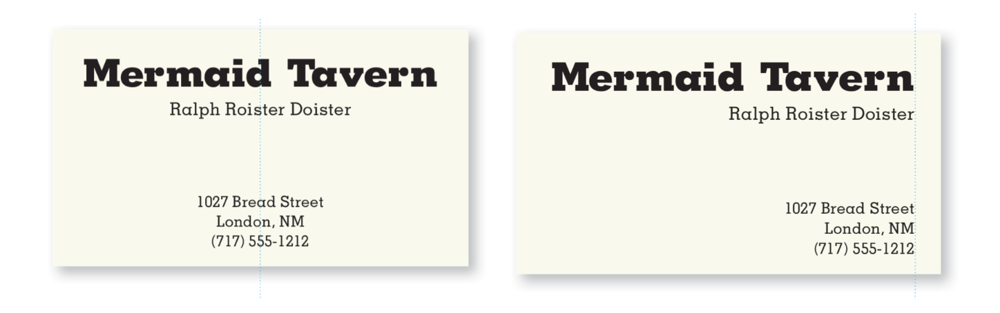 Mermaid Tavern
Ralph Roister Doister
1027 Bread Street
London, NM
(717) 555-1212
Mermaid Tavern
Ralph Roister Doister
1027 Bread Street
London, NM
(717) 555-1212